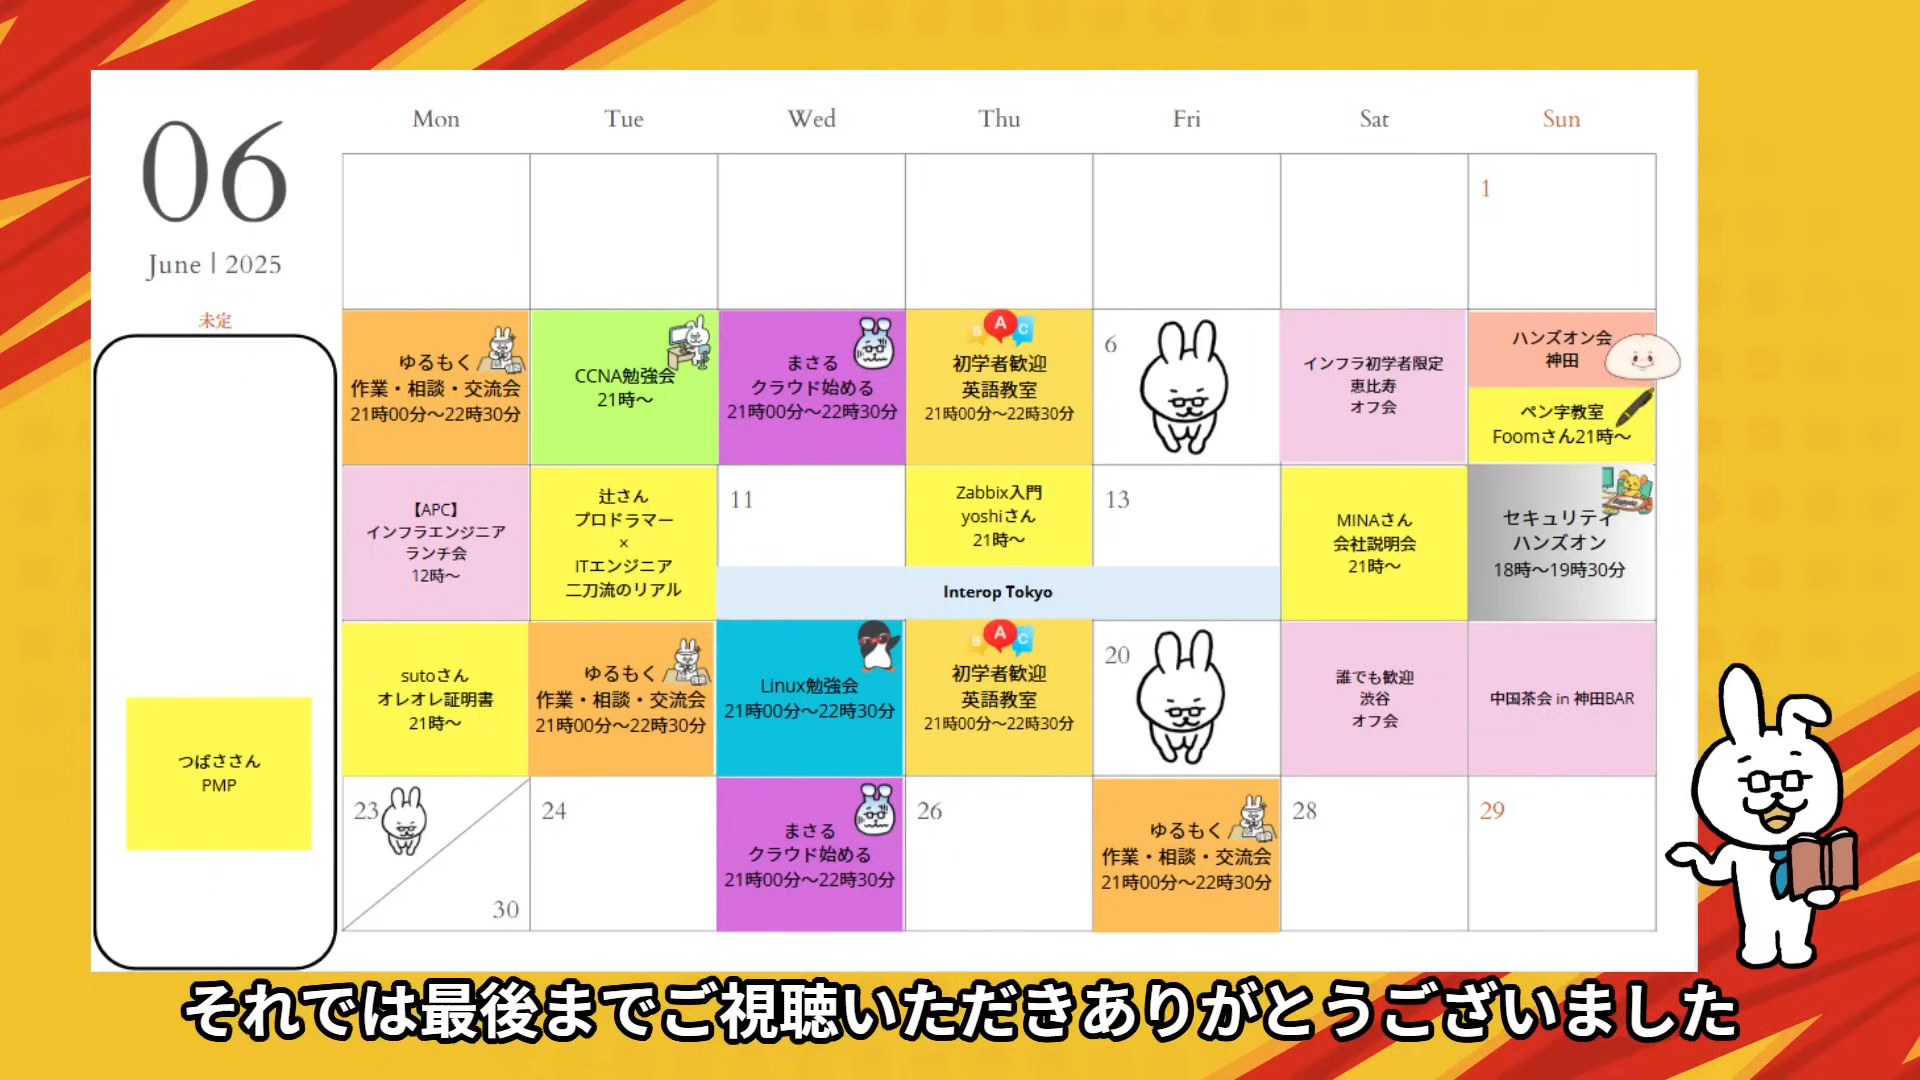 06
June | 2025
未定
つばささん
PMP
Mon
Tue
Wed
Thu
Fri
Sat
Sun
1
ゆるもく
作業・相談・交流会
21時00分～22時30分
CCNA勉強会
21時～
まさる
クラウド始める
21時00分～22時30分
B A C
初学者歓迎
英語教室
21時00分～22時30分
6
インフラ初学者限定
恵比寿
オフ会
ハンズオン会
神田
ペン字教室
Foomさん21時～
【APC】
インフラエンジニア
ランチ会
12時～
辻さん
プロドラマー
×
ITエンジニア
二刀流のリアル
11
Zabbix入門
yoshiさん
21時～
13
Interop Tokyo
MINAさん
会社説明会
21時～
セキュリティ
ハンズオン
18時～19時30分
sutoさん
オレオレ証明書
21時～
ゆるもく
作業・相談・交流会
21時00分～22時30分
Linux勉強会
21時00分～22時30分
B A C
初学者歓迎
英語教室
21時00分～22時30分
20
誰でも歓迎
渋谷
オフ会
中国茶会 in 神田BAR
23
30
24
まさる
クラウド始める
21時00分～22時30分
26
ゆるもく
作業・相談・交流会
21時00分～22時30分
28
29
それでは最後までご視聴いただきありがとうございました